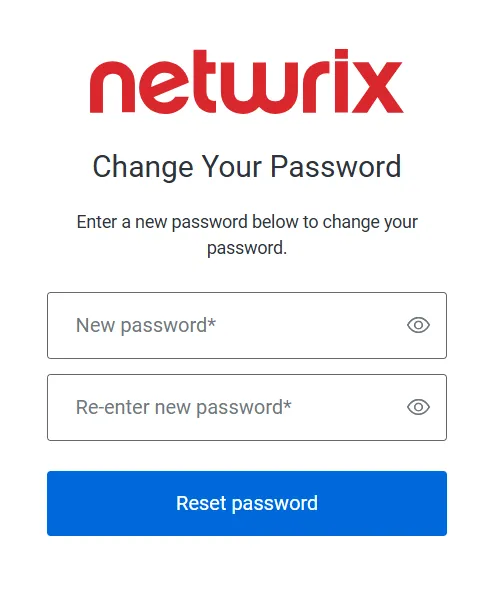 netwrix
Change Your Password
Enter a new password below to change your
password.
New password*
Re-enter new password*
Reset password